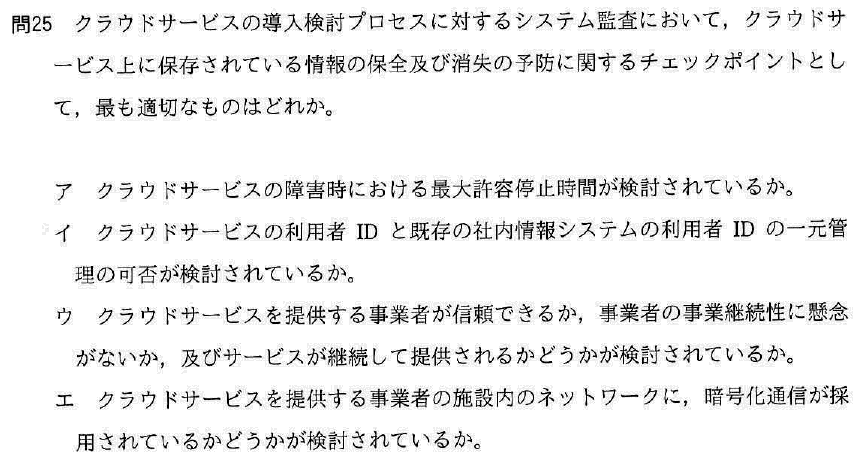 問25 クラウドサービスの導入検討プロセスに対するシステム監査において，クラウドサ
ービス上に保存されている情報の保全及び消失の予防に関するチェックポイントとし
て，最も適切なものはどれか。
ア クラウドサービスの障害時における最大許容停止時間が検討されているか。
イ クラウドサービスの利用者 ID と既存の社内情報システムの利用者 ID の一元管
理の可否が検討されているか。
ウ クラウドサービスを提供する事業者が信頼できるか，事業者の事業継続性に懸念
がないか，及びサービスが継続して提供されるかどうかが検討されているか。
エ クラウドサービスを提供する事業者の施設内のネットワークに，暗号化通信が採
用されているかどうかが検討されているか。